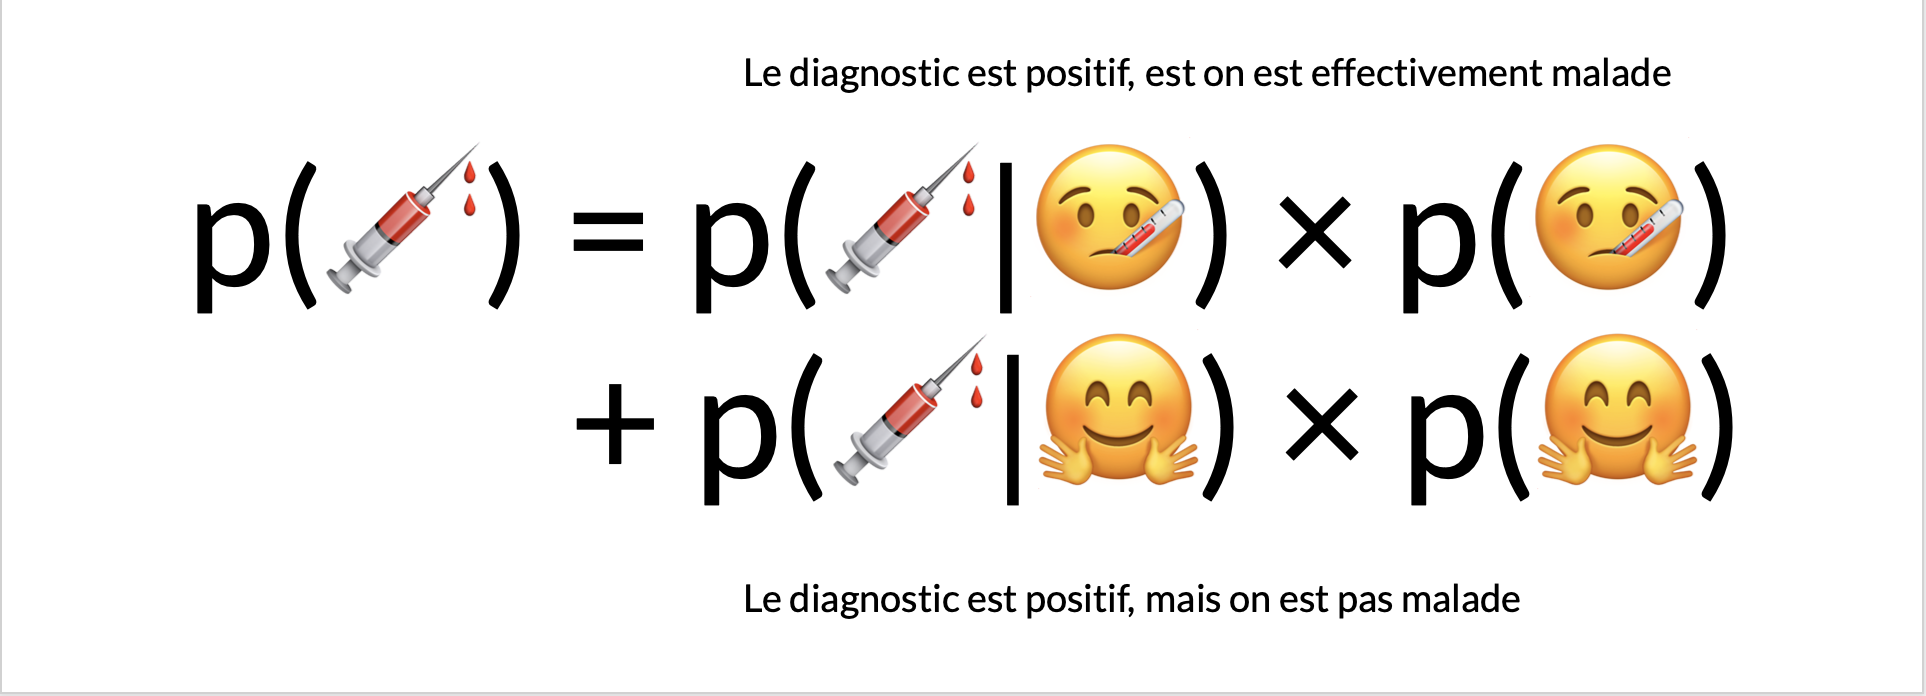 Le diagnostic est positif, est on est effectivement malade
p(💉) = p(💉|🤒) × p(🤒)
+ p(💉|🤗) × p(🤗)
Le diagnostic est positif, mais on est pas malade